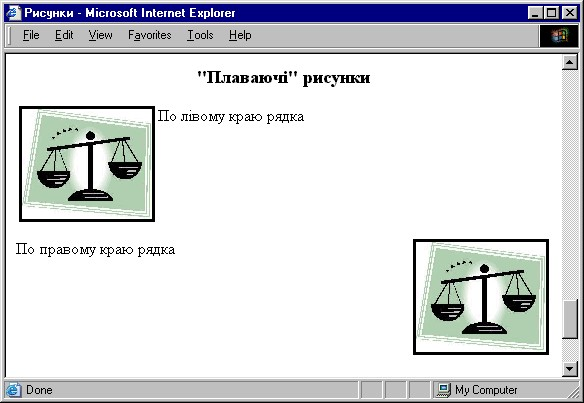 Рисунки - Microsoft Internet Explorer
File Edit View Favorites Tools Help
"Плаваючі" рисунки
По лівому краю рядка
По правому краю рядка
Done My Computer